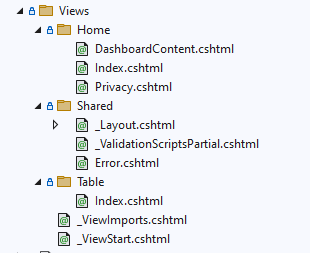 Views
Home
DashboardContent.cshtml
Index.cshtml
Privacy.cshtml
Shared
_Layout.cshtml
_ValidationScriptsPartial.cshtml
Error.cshtml
Table
Index.cshtml
_ViewImports.cshtml
_ViewStart.cshtml